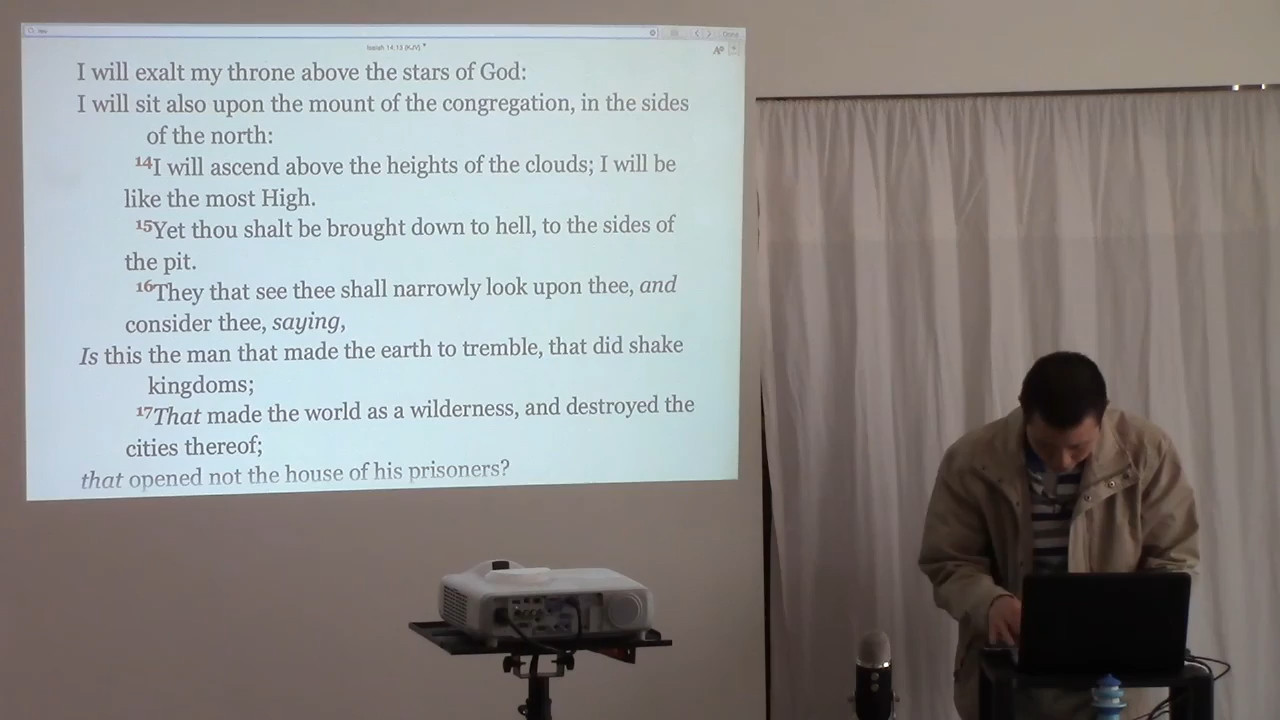 Isaiah 14:13 (KJV)
I will exalt my throne above the stars of God:
I will sit also upon the mount of the congregation, in the sides
of the north:
14I will ascend above the heights of the clouds; I will be
like the most High.
15Yet thou shalt be brought down to hell, to the sides of
the pit.
16They that see thee shall narrowly look upon thee, and
consider thee, saying,
Is this the man that made the earth to tremble, that did shake
kingdoms;
17That made the world as a wilderness, and destroyed the
cities thereof;
that opened not the house of his prisoners?